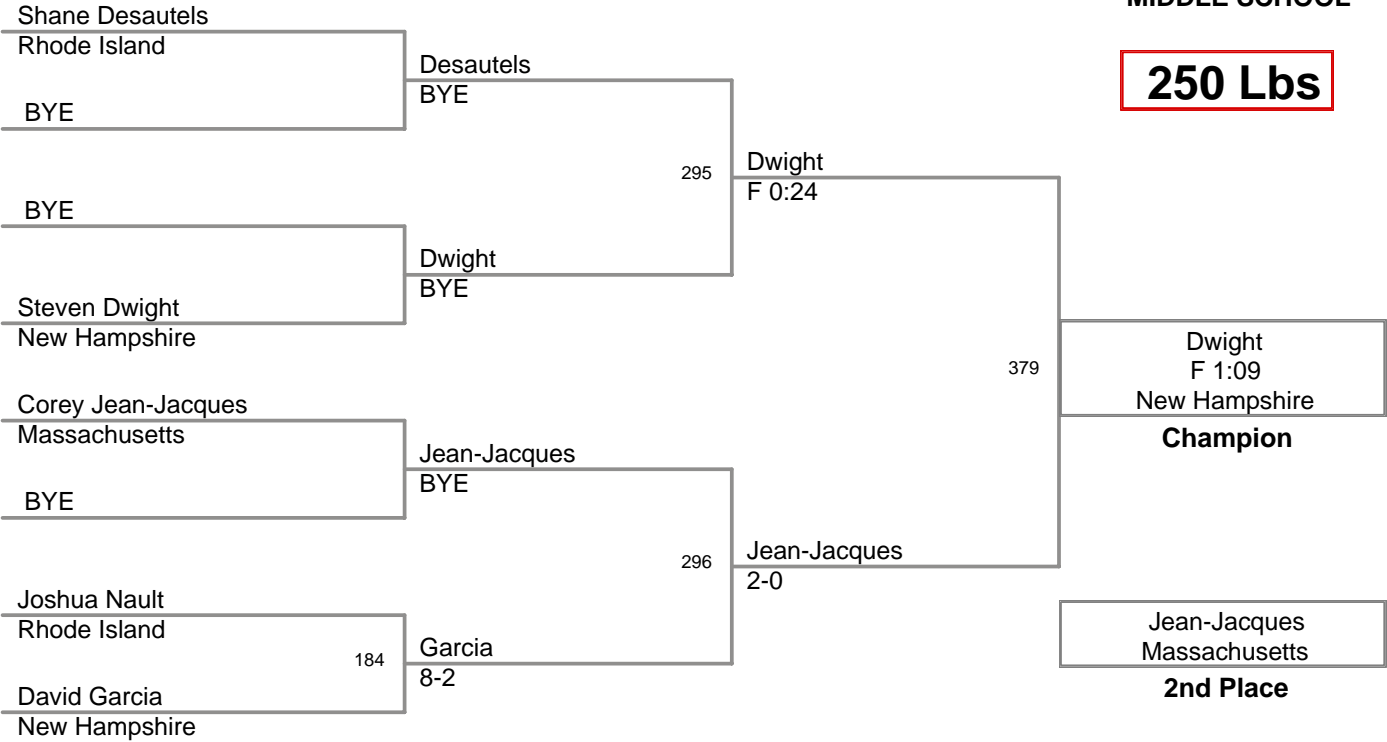 MIDDLE SCHOOL
250 Lbs
Shane Desautels
Rhode Island
BYE
Desautels
BYE
BYE
Steven Dwight
New Hampshire
Dwight
BYE
295
Dwight
F 0:24
Corey Jean-Jacques
Massachusetts
BYE
Jean-Jacques
BYE
Joshua Nault
Rhode Island
184
David Garcia
New Hampshire
Garcia
8-2
296
Jean-Jacques
2-0
379
Dwight
F 1:09
New Hampshire
Champion
Jean-Jacques
Massachusetts
2nd Place